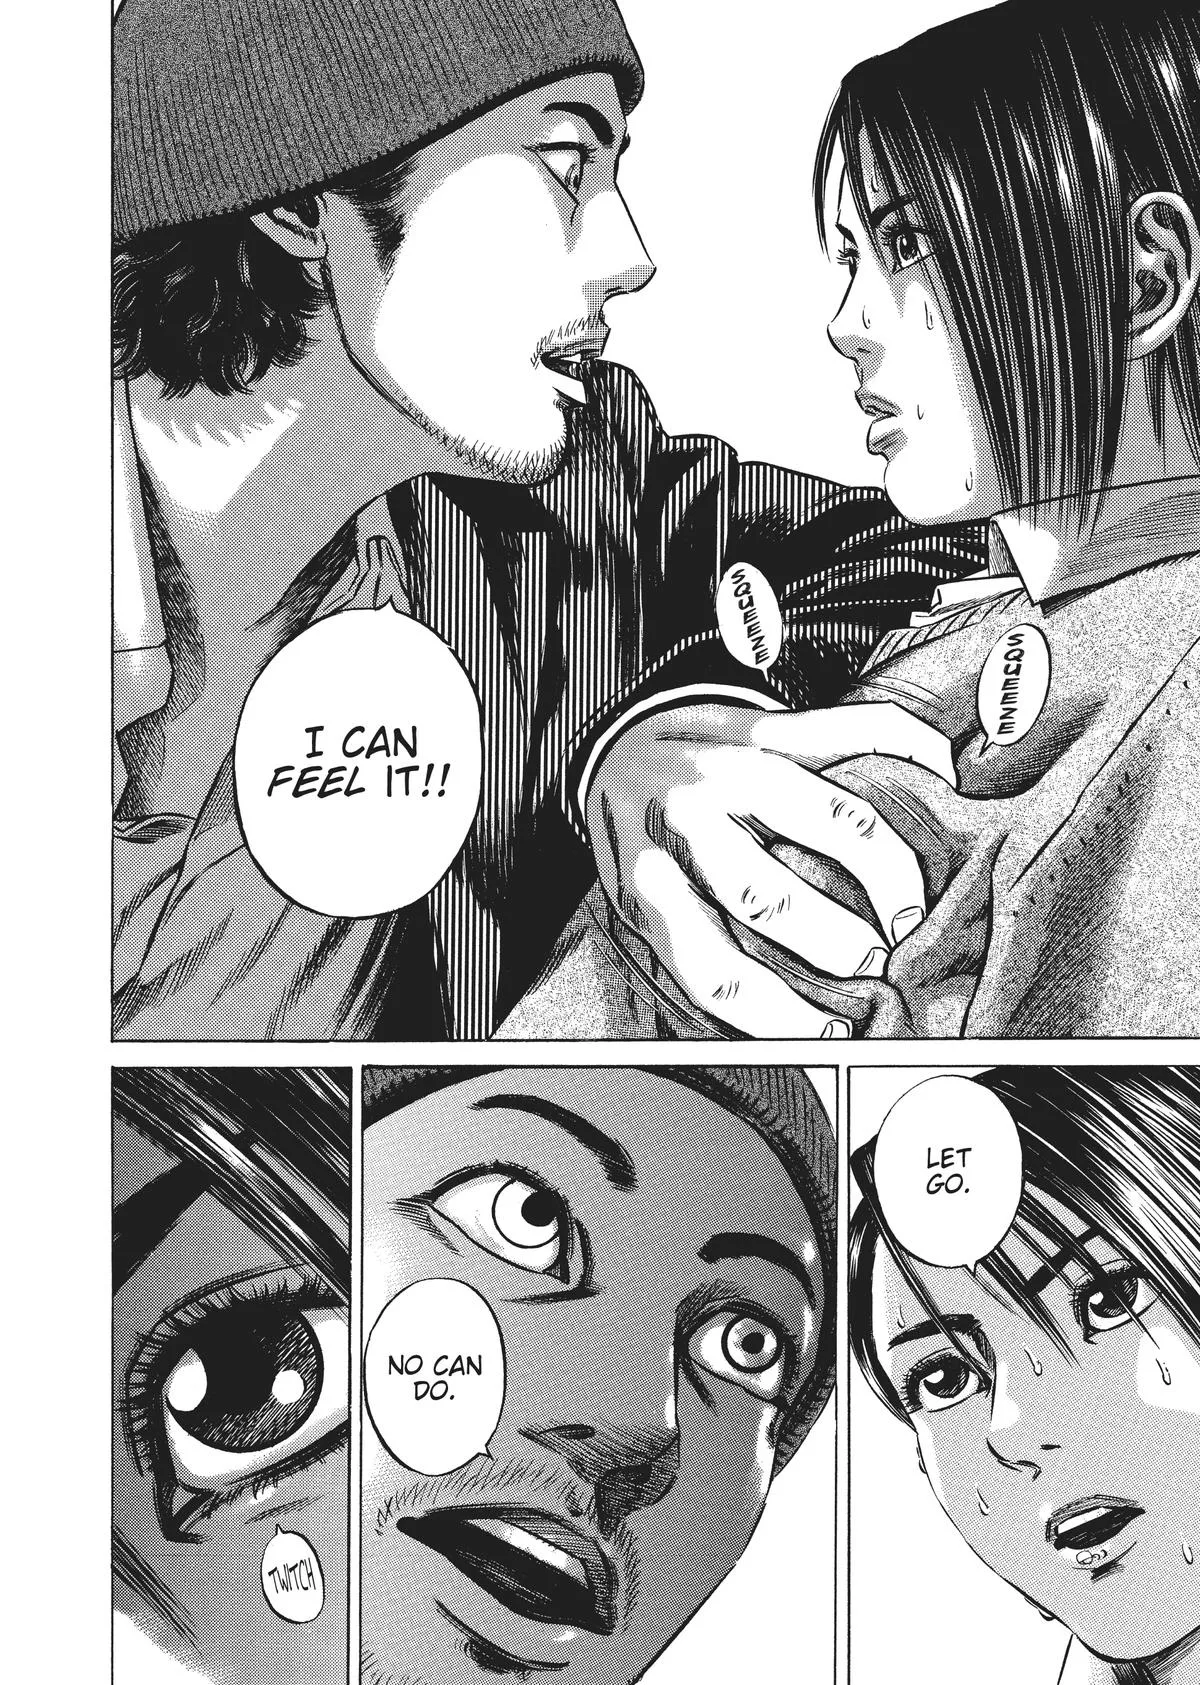 SQUEEZE
SQUEEZE
I CAN
FEEL IT!!
LET
GO.
NO CAN
DO.
TWITCH